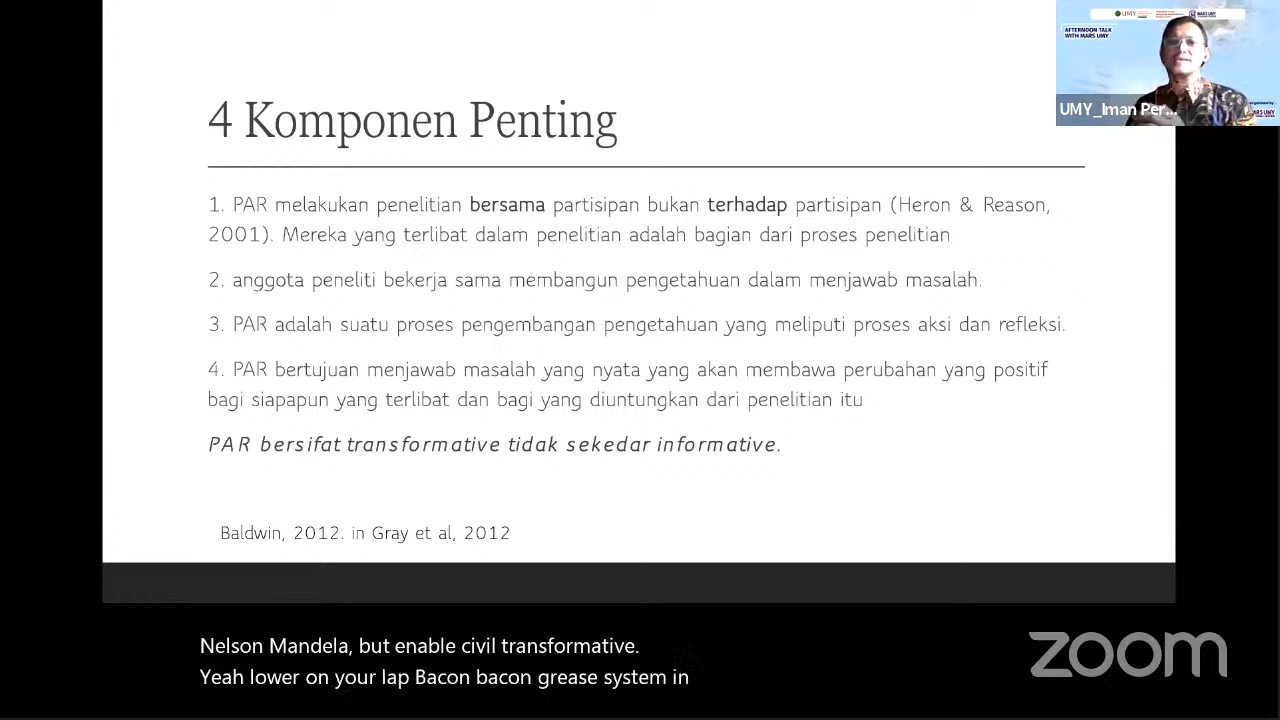 UMY
AFTERNOON TALK
WITH MARS UMY
UMY_Iman Per...
4 Komponen Penting
1. PAR melakukan penelitian bersama partisipan bukan terhadap partisipan (Heron & Reason,
2001). Mereka yang terlibat dalam penelitian adalah bagian dari proses penelitian
2. anggota peneliti bekerja sama membangun pengetahuan dalam menjawab masalah.
3. PAR adalah suatu proses pengembangan pengetahuan yang meliputi proses aksi dan refleksi.
4. PAR bertujuan menjawab masalah yang nyata yang akan membawa perubahan yang positif
bagi siapapun yang terlibat dan bagi yang diuntungkan dari penelitian itu
PAR bersifat transformative tidak sekedar informative.
Baldwin, 2012. in Gray et al, 2012
Nelson Mandela, but enable civil transformative.
Yeah lower on your lap Bacon bacon grease system in
zoom